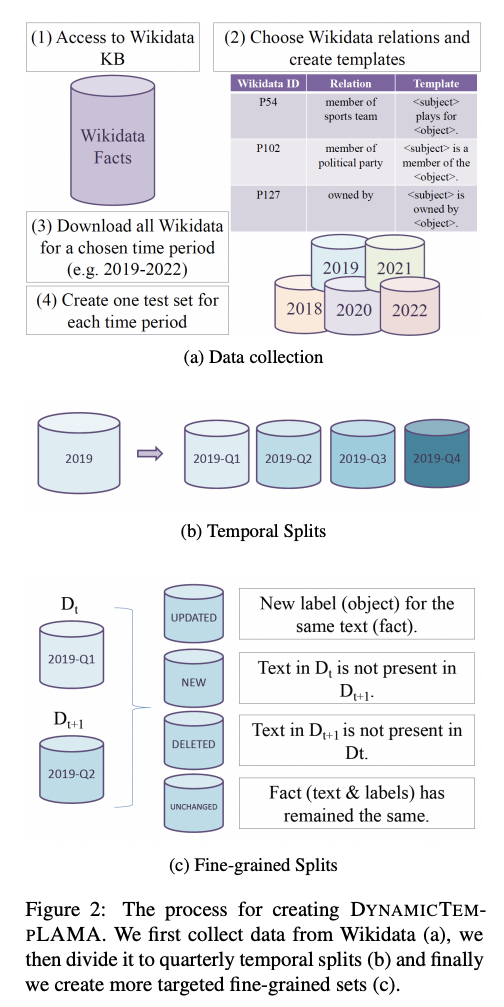 (1) Access to Wikidata
KB
Wikidata
Facts
(2) Choose Wikidata relations and
create templates
Wikidata ID Relation Template
P54 member of sports team <subject> plays for <object>.
P102 member of political party <subject> is a member of the <object>.
P127 owned by <subject> is owned by <object>.
(3) Download all Wikidata
for a chosen time period
(e.g. 2019-2022)
(4) Create one test set for
each time period
2019 2021
2018 2020 2022
(a) Data collection
2019
2019-Q1 2019-Q2 2019-Q3 2019-Q4
(b) Temporal Splits
Dt
2019-Q1
Dt+1
2019-Q2
UPDATED
New label (object) for the
same text (fact).
NEW
Text in Dt is not present in
Dt+1.
DELETED
Text in Dt+1 is not present in
Dt.
UNCHANGED
Fact (text & labels) has
remained the same.
(c) Fine-grained Splits
Figure 2: The process for creating DYNAMICTEM-
PLAMA. We first collect data from Wikidata (a), we
then divide it to quarterly temporal splits (b) and finally
we create more targeted fine-grained sets (c).